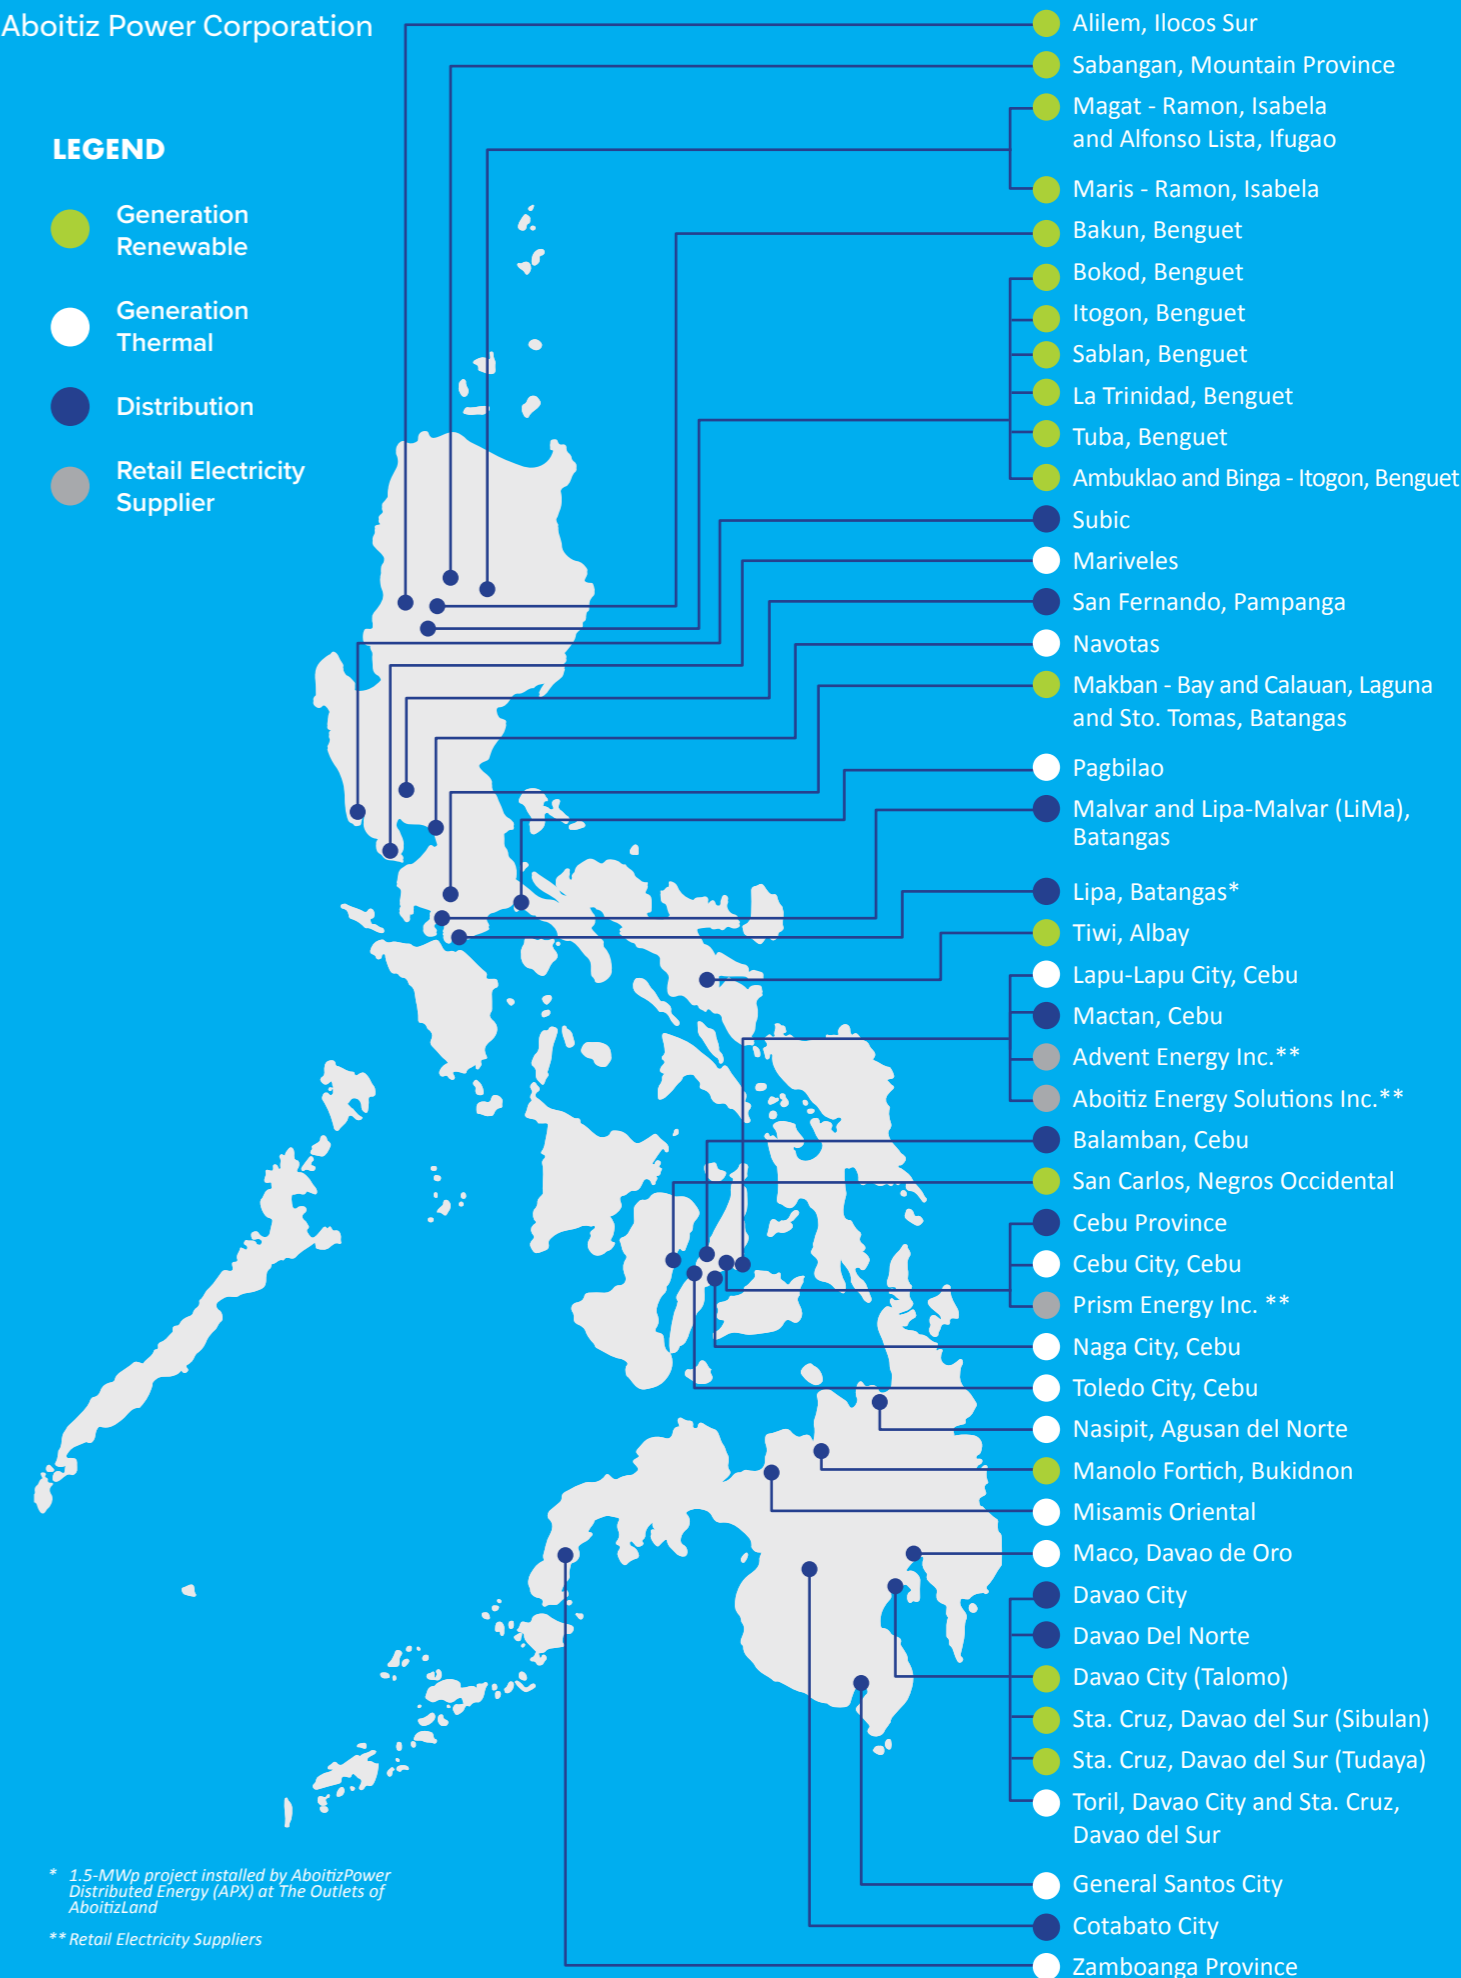 Aboitiz Power Corporation
LEGEND
Generation
Renewable
Generation
Thermal
Distribution
Retail Electricity
Supplier
Alilem, Ilocos Sur
Sabangan, Mountain Province
Magat - Ramon, Isabela
and Alfonso Lista, Ifugao
Maris - Ramon, Isabela
Bakun, Benguet
Bokod, Benguet
Itogon, Benguet
Sablan, Benguet
La Trinidad, Benguet
Tuba, Benguet
Ambuklao and Binga - Itogon, Benguet
Subic
Mariveles
San Fernando, Pampanga
Navotas
Makban - Bay and Calauan, Laguna
and Sto. Tomas, Batangas
Pagbilao
Malvar and Lipa-Malvar (LiMa),
Batangas
Lipa, Batangas*
Tiwi, Albay
Lapu-Lapu City, Cebu
Mactan, Cebu
Advent Energy Inc.**
Aboitiz Energy Solutions Inc.**
Balamban, Cebu
San Carlos, Negros Occidental
Cebu Province
Cebu City, Cebu
Prism Energy Inc. **
Naga City, Cebu
Toledo City, Cebu
Nasipit, Agusan del Norte
Manolo Fortich, Bukidnon
Misamis Oriental
Maco, Davao de Oro
Davao City
Davao Del Norte
Davao City (Talomo)
Sta. Cruz, Davao del Sur (Sibulan)
Sta. Cruz, Davao del Sur (Tudaya)
Toril, Davao City and Sta. Cruz,
Davao del Sur
General Santos City
Cotabato City
Zamboanga Province
* 1.5-MWp project installed by AboitizPower
Distributed Energy (APX) at The Outlets of
AboitizLand
** Retail Electricity Suppliers